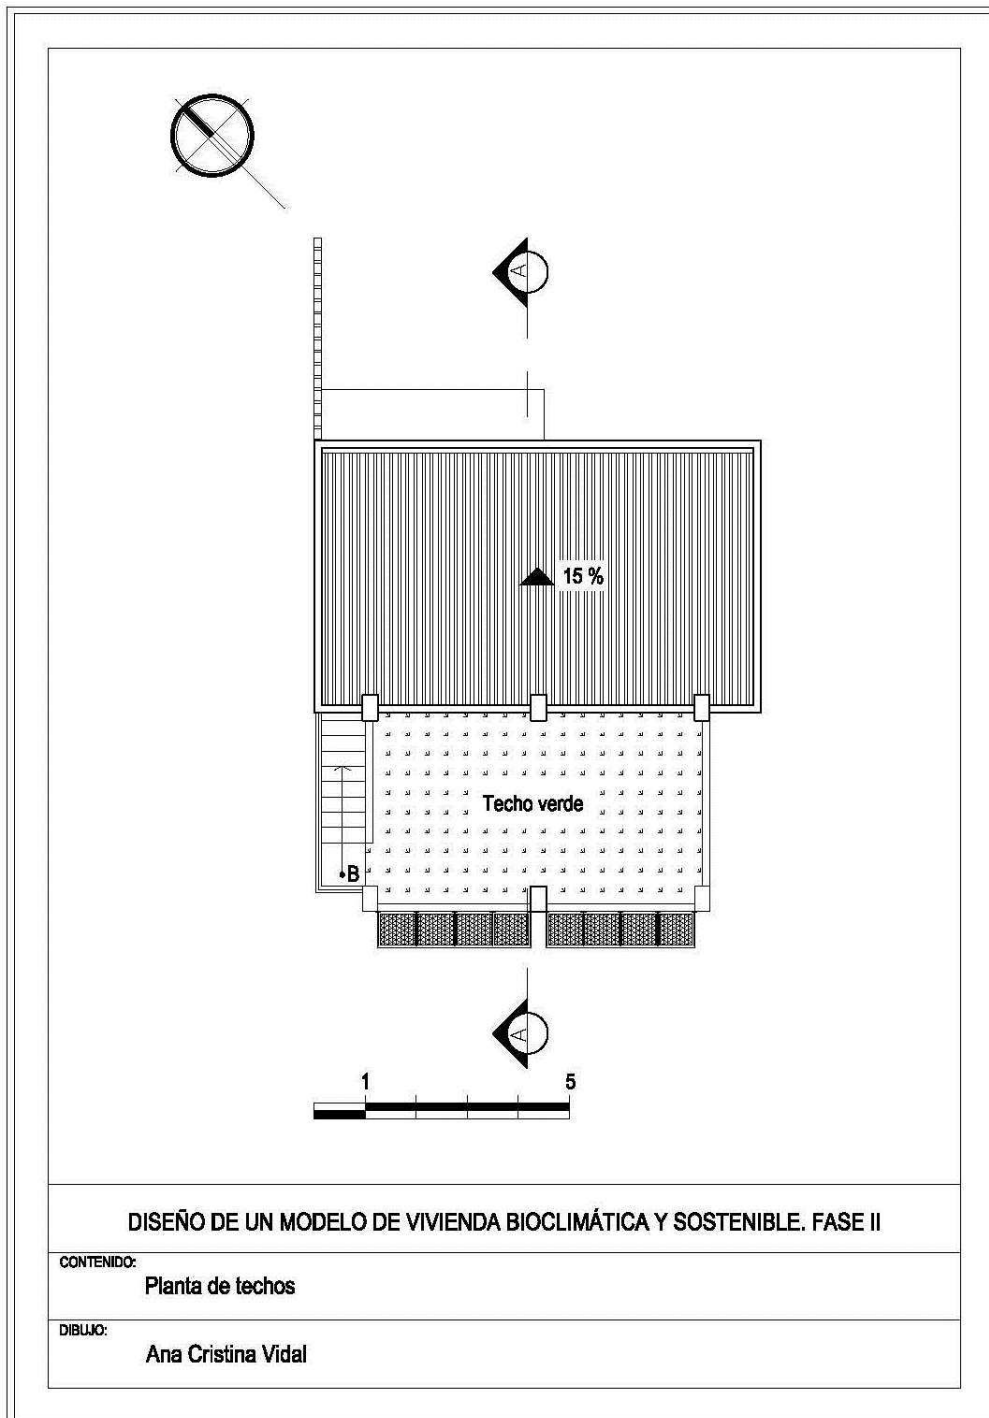 A
15 %
Techo verde
B
A
1 5
DISEÑO DE UN MODELO DE VIVIENDA BIOCLIMÁTICA Y SOSTENIBLE. FASE II
CONTENIDO:
Planta de techos
DIBUJO:
Ana Cristina Vidal